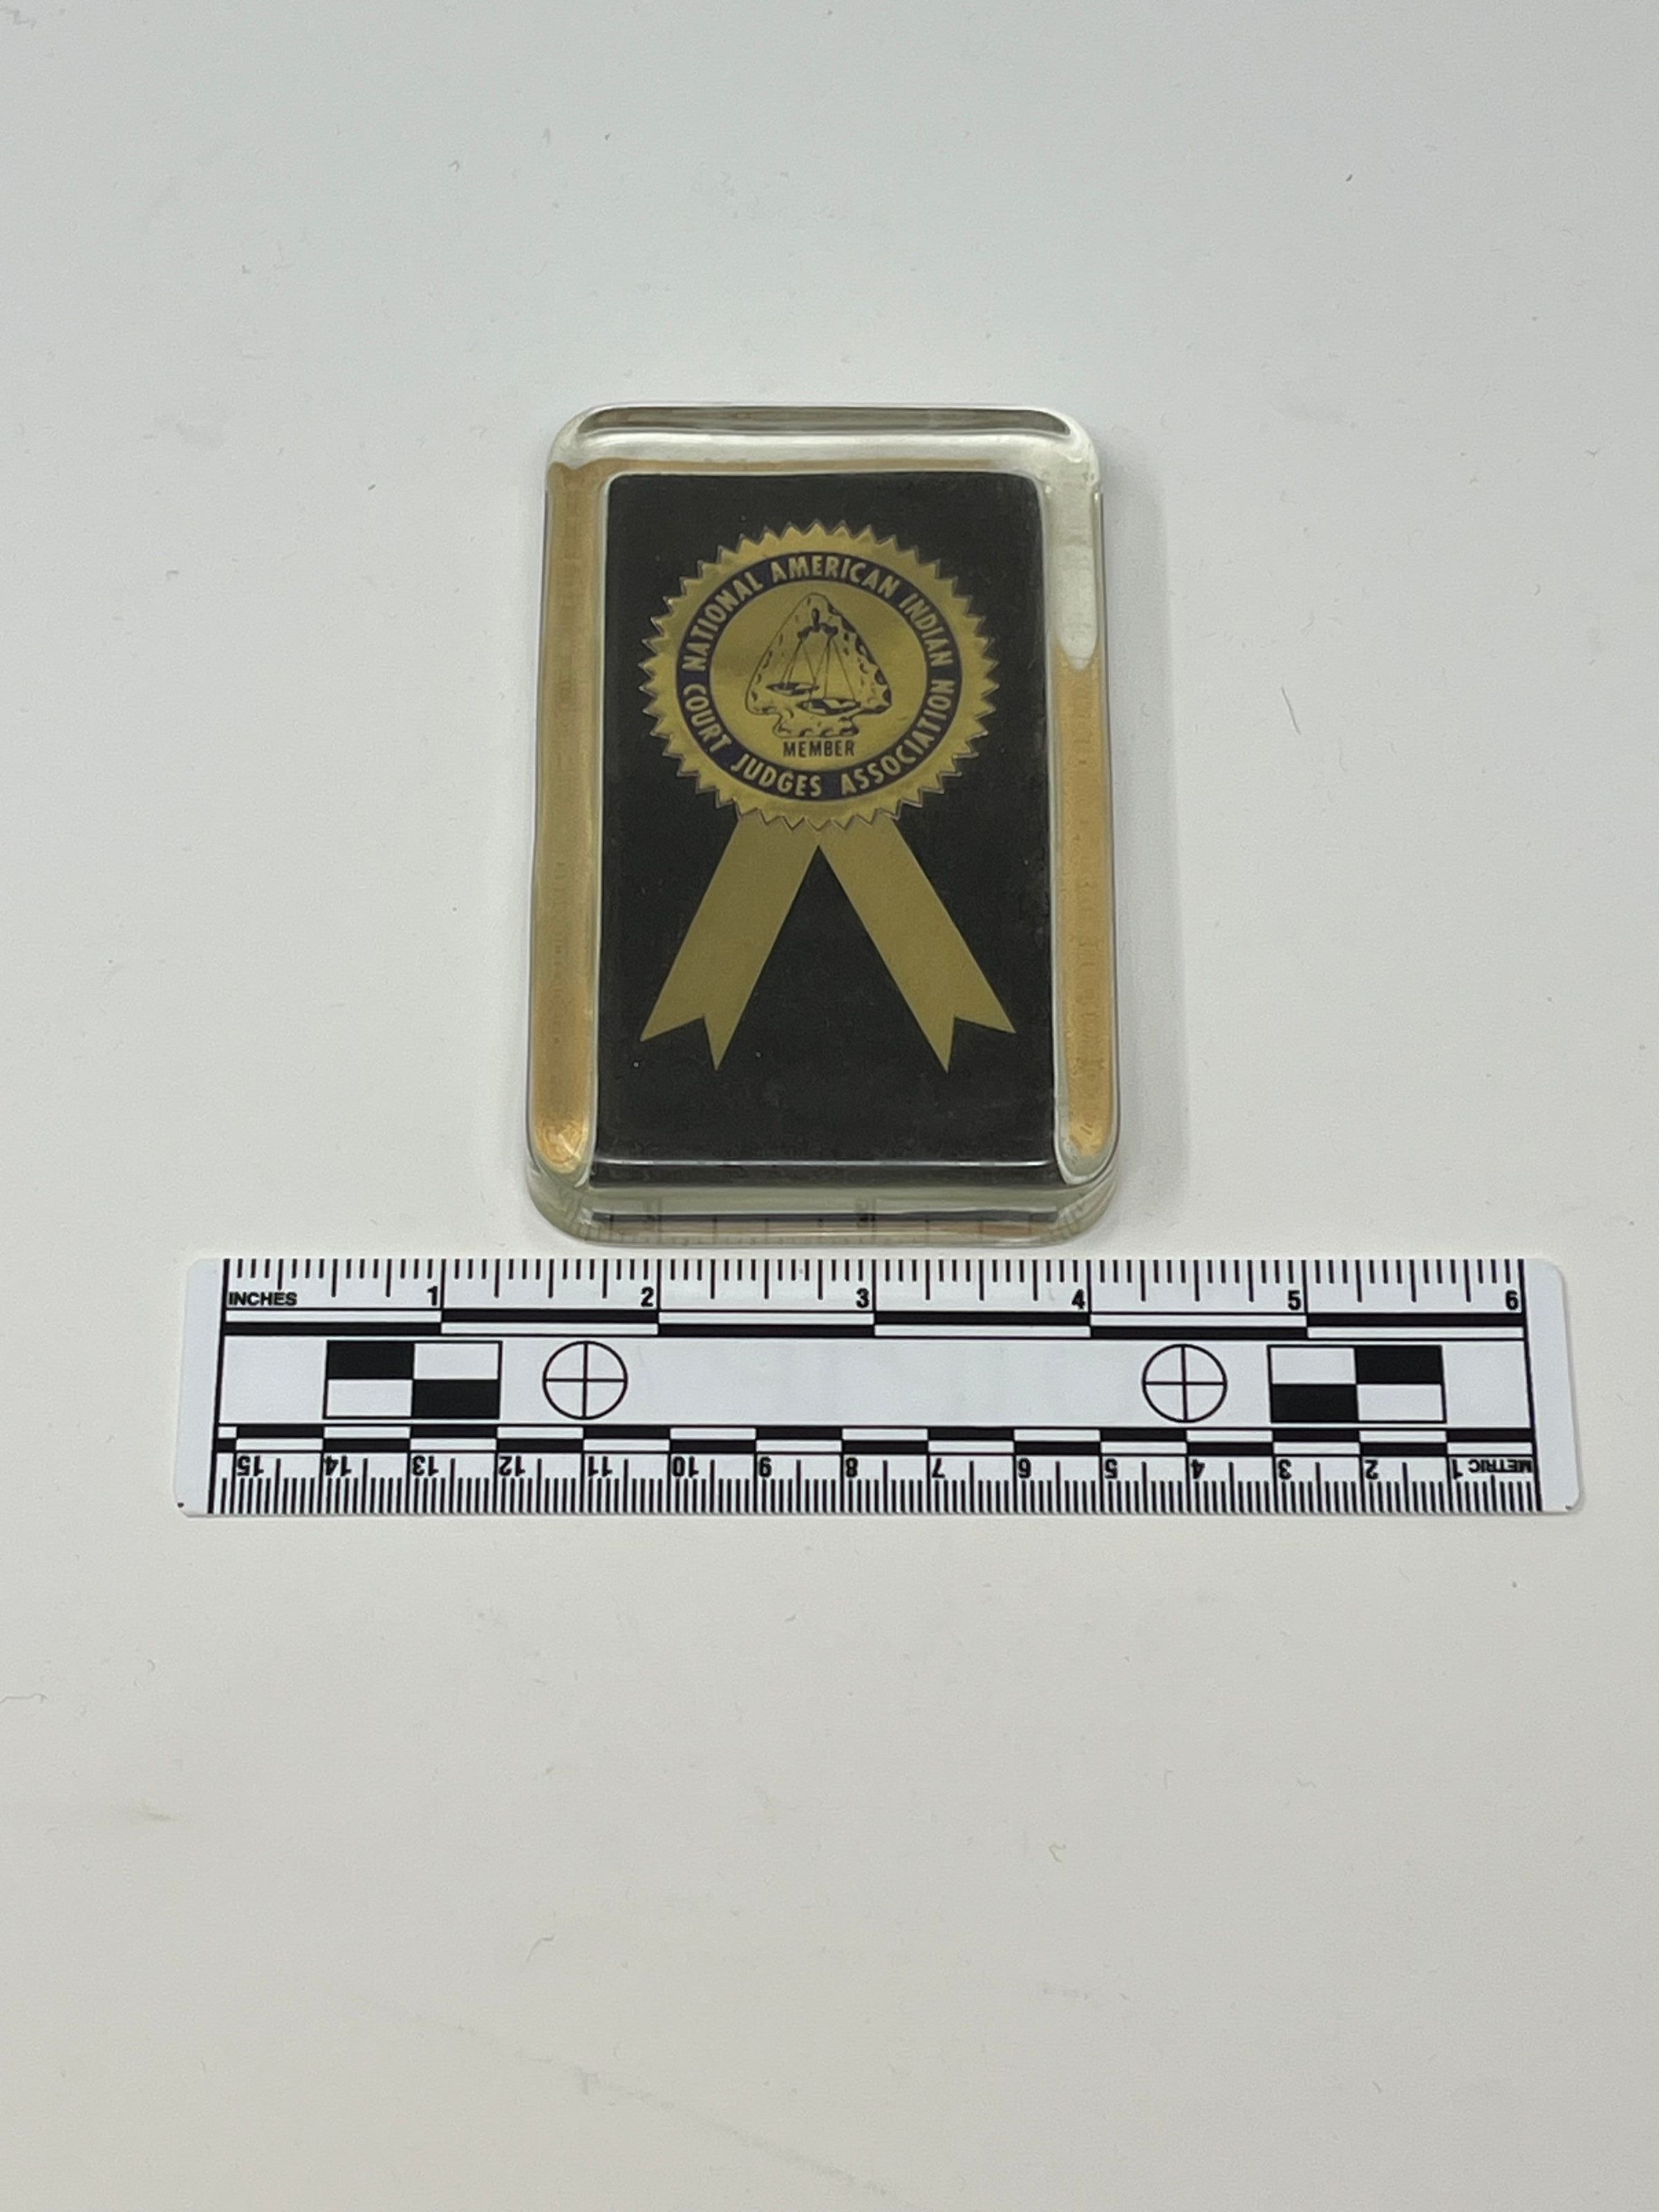 NATIONAL AMERICAN INDIAN
COURT JUDGES ASSOCIATION
MEMBER
INCHES 1 2 3 4 5 6
METRIC 1 2 3 4 5 6 7 8 9 10 11 12 13 14 15